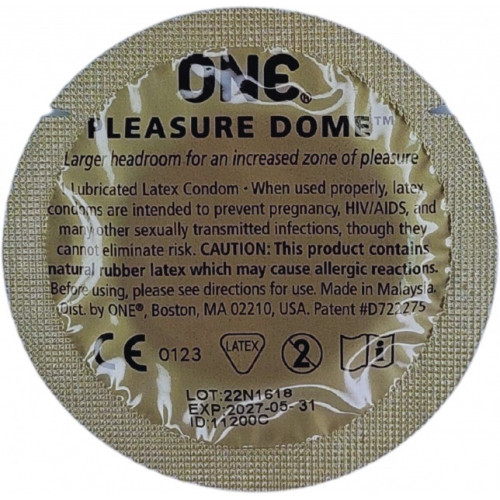 ONE®
PLEASURE DOME™
Larger headroom for an increased zone of pleasure
Lubricated Latex Condom · When used properly, latex
condoms are intended to prevent pregnancy, HIV/AIDS, and
many other sexually transmitted infections, though they
cannot eliminate risk. CAUTION: This product contains
natural rubber latex which may cause allergic reactions.
Before using, please see directions for use. Made in Malaysia.
Dist. by ONE®, Boston, MA 02210, USA. Patent #D722275
CE 0123 LATEX 2 i
LOT:22N1618
EXP:2027-05-31
ID:11200C